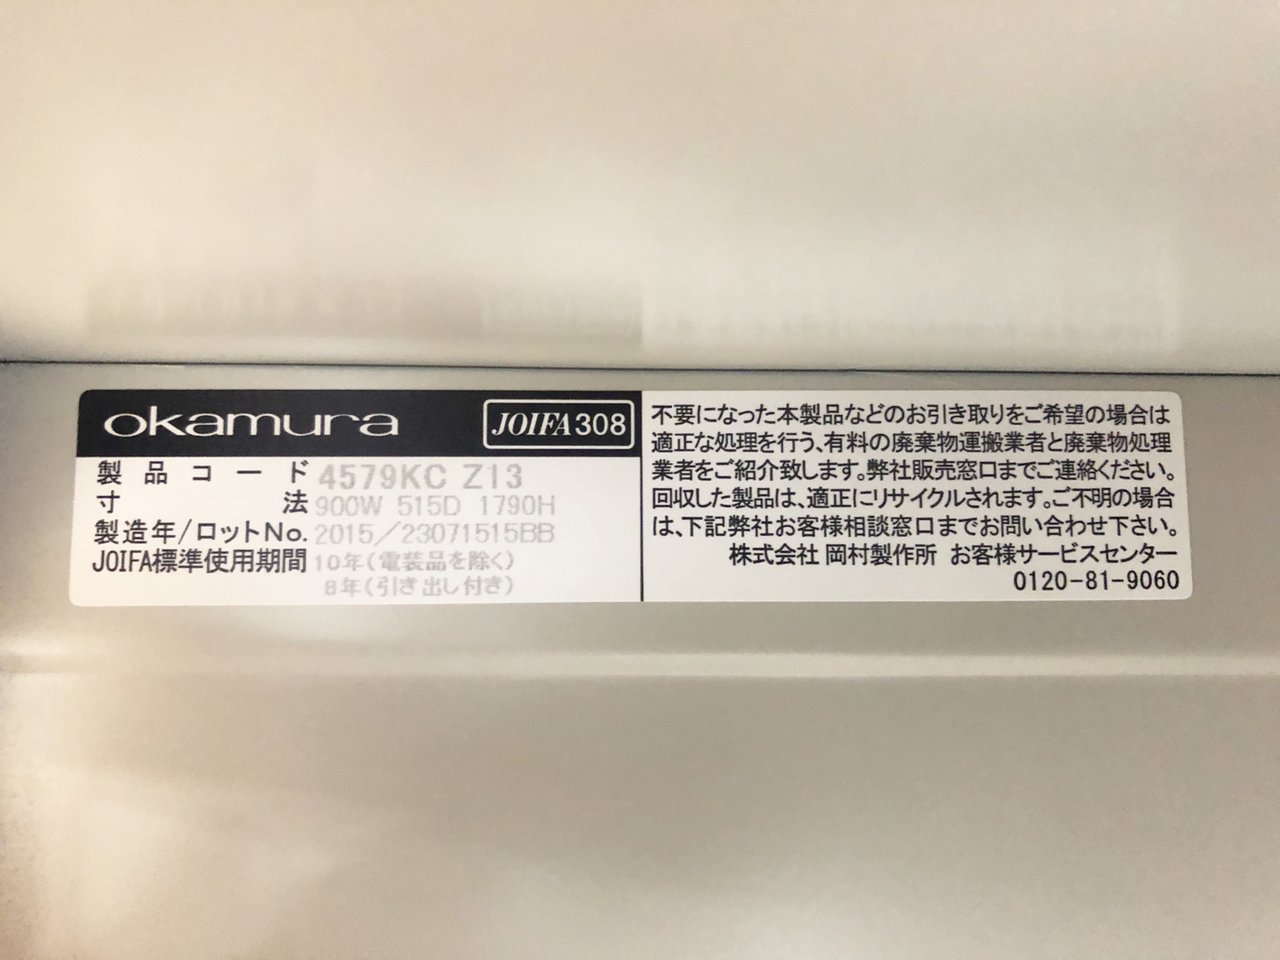 okamura JOIFA308
製品コード 4579KC Z13
寸法 900W 515D 1790H
製造年/ロットNo. 2015/23071515BB
JOIFA標準使用期間 10年(電装品を除く)
8年(引き出し付き)
不要になった本製品などのお引き取りをご希望の場合は
適正な処理を行う、有料の廃棄物運搬業者と廃棄物処理
業者をご紹介致します。弊社販売窓口までご連絡ください。
回収した製品は、適正にリサイクルされます。ご不明の場合
は、下記弊社お客様相談窓口までお問い合わせ下さい。
株式会社 岡村製作所 お客様サービスセンター
0120-81-9060